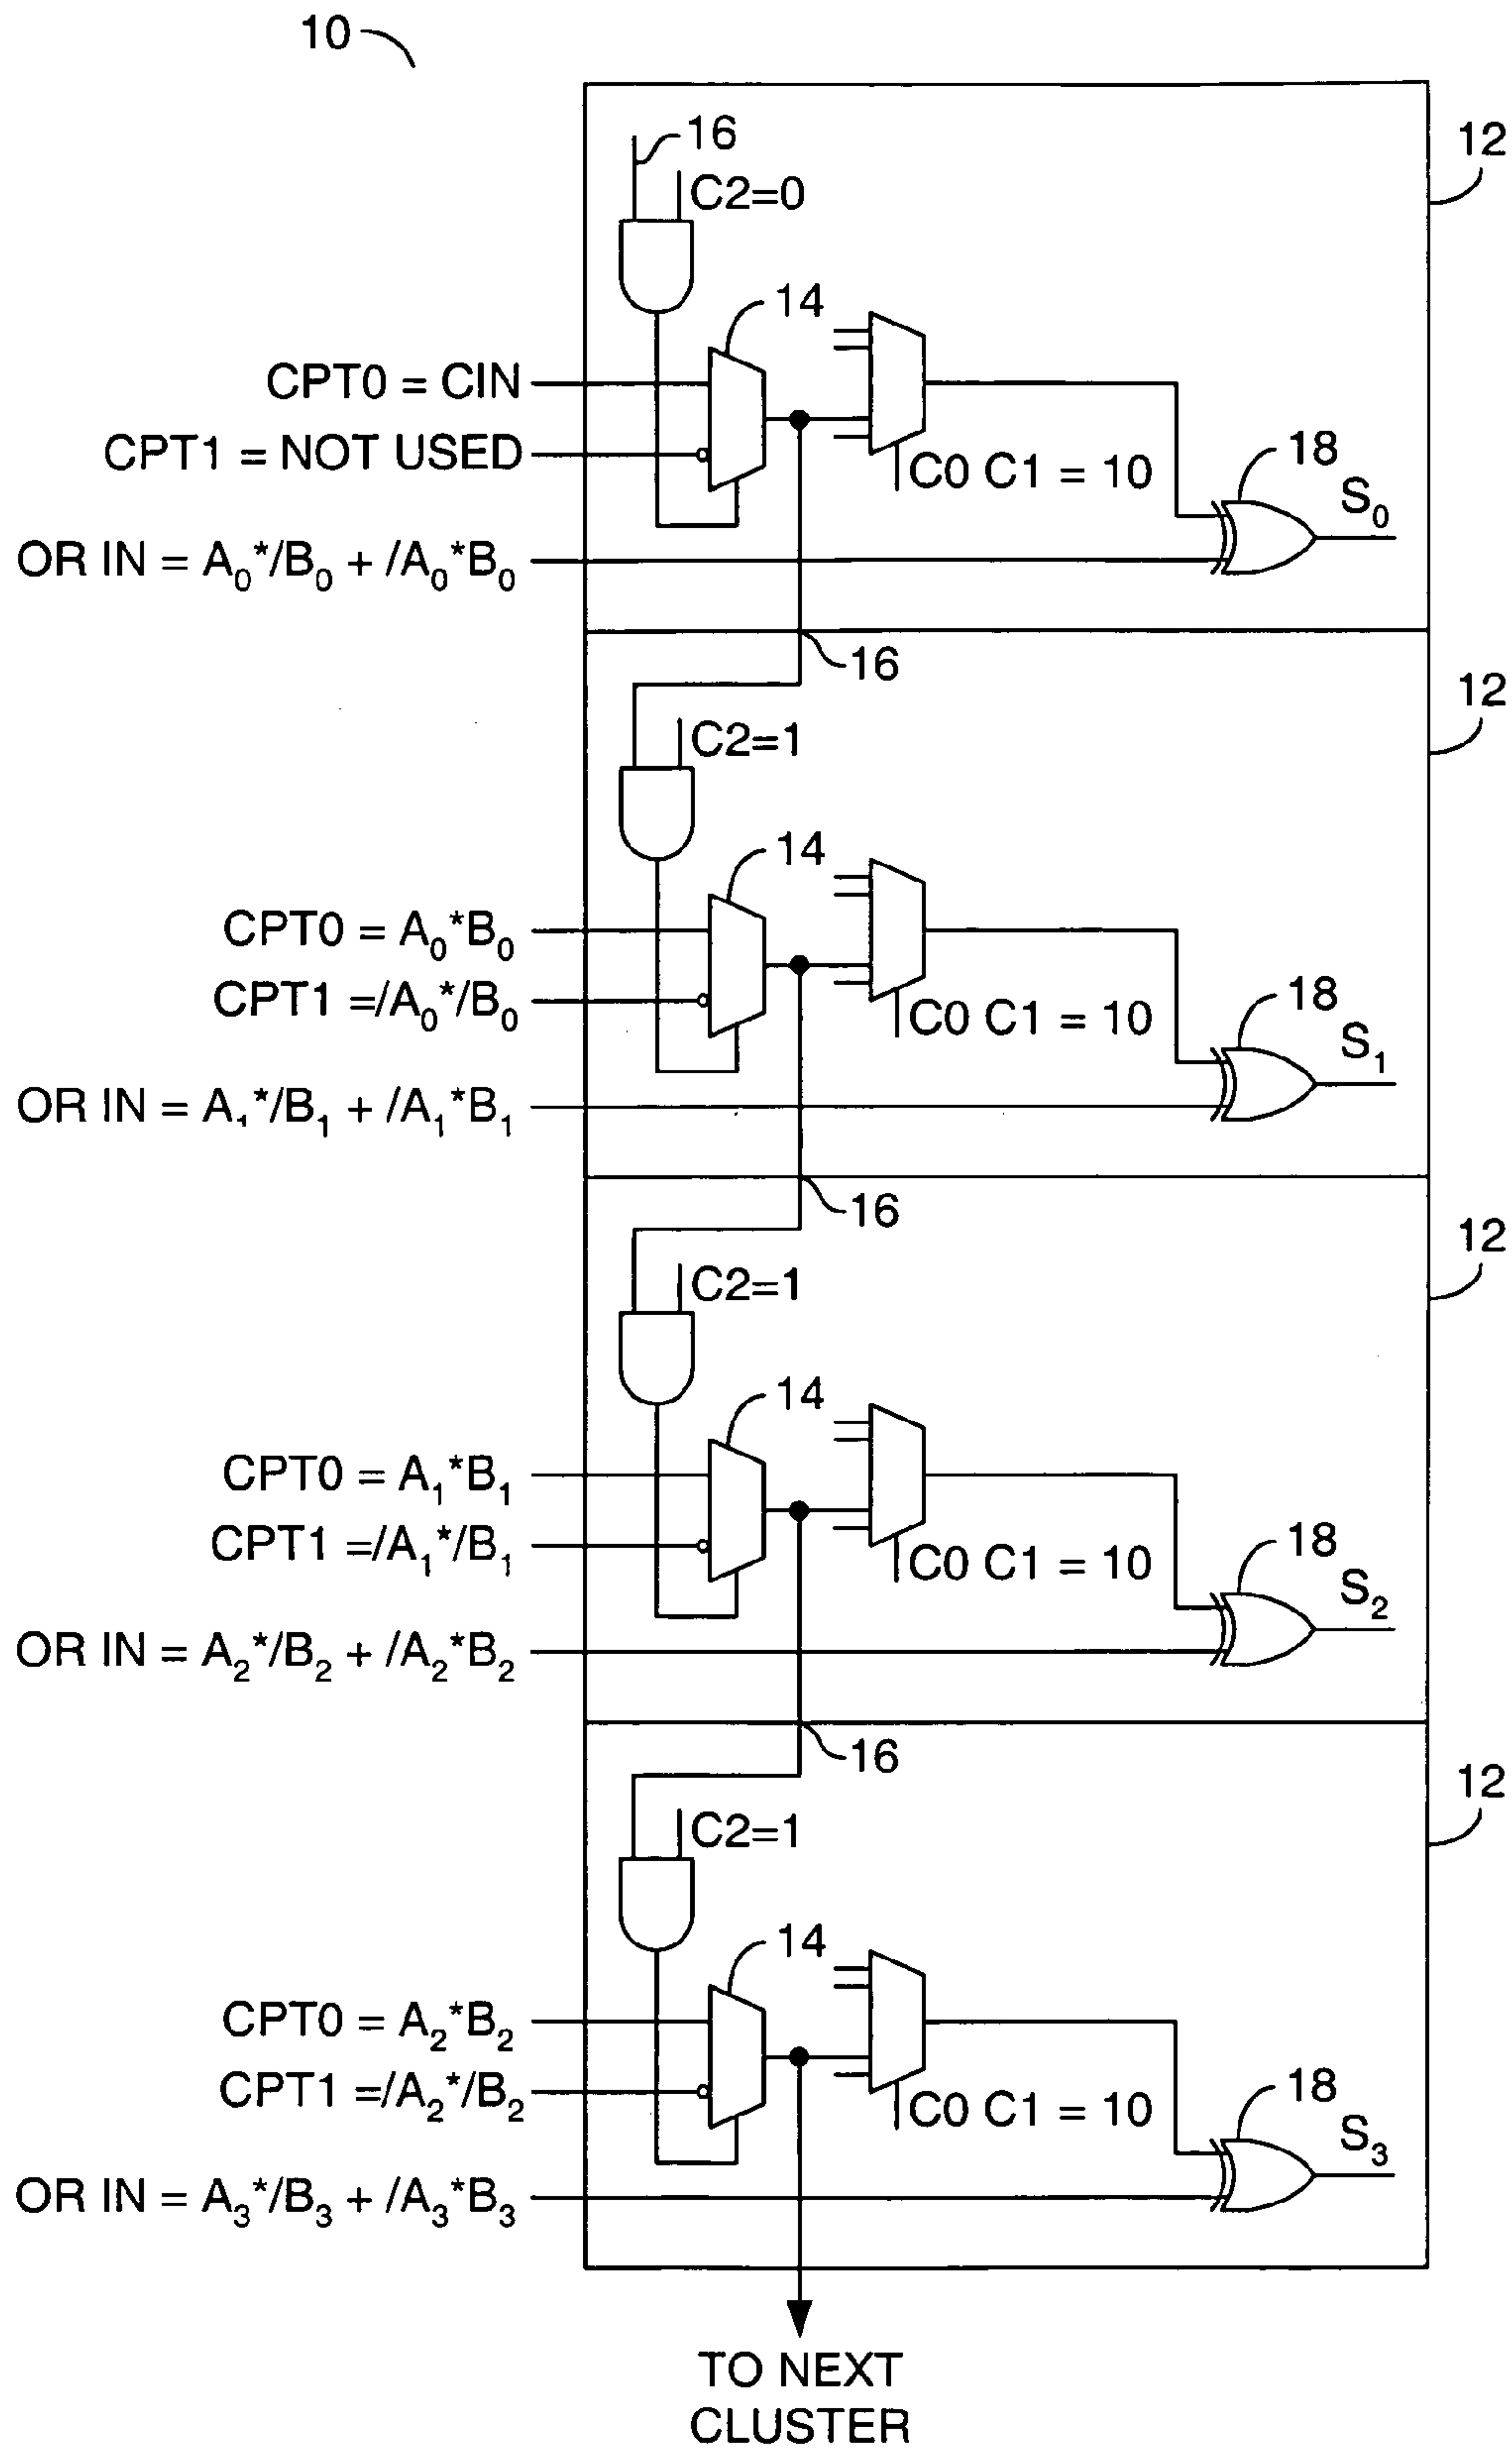 10
12
16
C2=0
14
CPT0 = CIN
CPT1 = NOT USED
C0 C1 = 10
18
S₀
OR IN = A₀*/B₀ + /A₀*B₀
16
12
C2=1
14
CPT0 = A₀*B₀
CPT1 =/A₀*/B₀
C0 C1 = 10
18
S₁
OR IN = A₁*/B₁ + /A₁*B₁
16
12
C2=1
14
CPT0 = A₁*B₁
CPT1 =/A₁*/B₁
C0 C1 = 10
18
S₂
OR IN = A₂*/B₂ + /A₂*B₂
16
12
C2=1
14
CPT0 = A₂*B₂
CPT1 =/A₂*/B₂
C0 C1 = 10
18
S₃
OR IN = A₃*/B₃ + /A₃*B₃
TO NEXT
CLUSTER